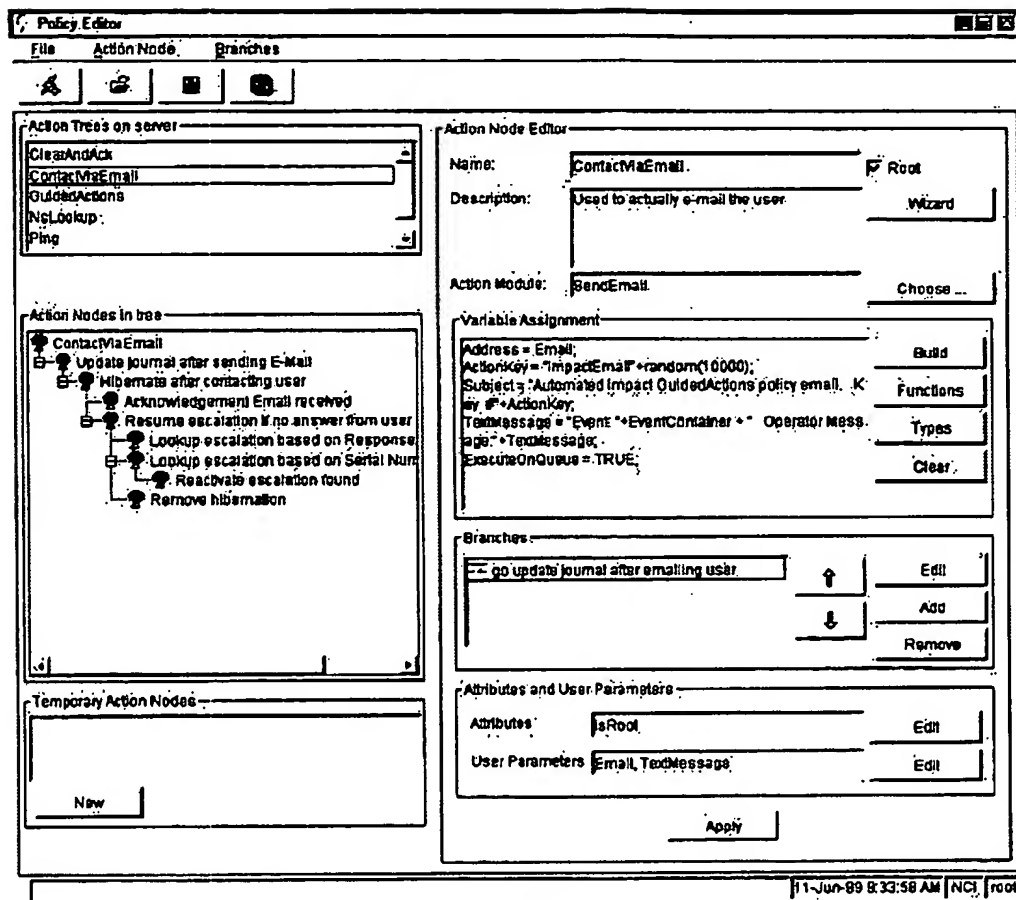 Policy Editor
File Action Node Branches
Action Trees on server
ClearAndAck
ContactViaEmail
GuidedActions
NsLookup
Ping
Action Nodes in tree
ContactViaEmail
Update journal after sending E-Mail
Hibernate after contacting user
Acknowledgement Email received
Resume escalation if no answer from user
Lookup escalation based on Response
Lookup escalation based on Serial Num
Reactivate escalation found
Remove hibernation
Temporary Action Nodes
New
Action Node Editor
Name: ContactViaEmail Root
Description: Used to actually e-mail the user Wizard
Action Module: SendEmail Choose ...
Variable Assignment
Address = Email;
ActionKey = "ImpactEmail"+random(10000);
Subject = "Automated Impact GuidedActions policy email. K
ey #"+ActionKey;
TextMessage = "Event "+EventContainer + " Operator Mess
age:"+TextMessage;
ExecuteOnQueue = TRUE;
Build
Functions
Types
Clear
Branches
go update journal after emailing user
Edit
Add
Remove
Attributes and User Parameters
Attributes isRoot Edit
User Parameters Email, TextMessage Edit
Apply
11-Jun-99 9:33:58 AM NCI root